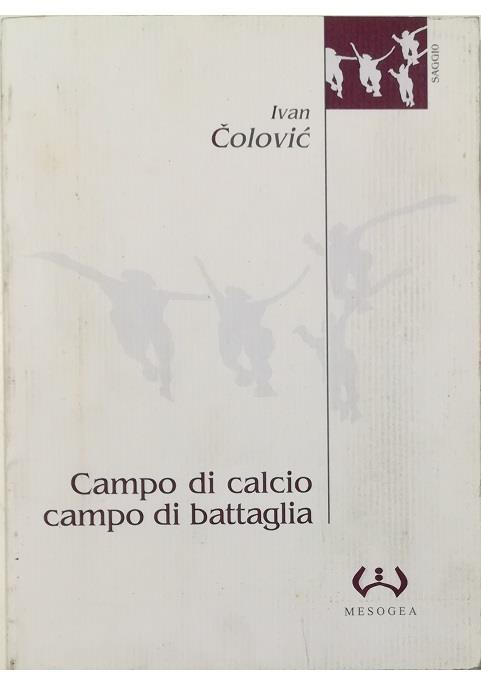 SAGGIO
Ivan
Čolović
Campo di calcio
campo di battaglia
MESOGEA